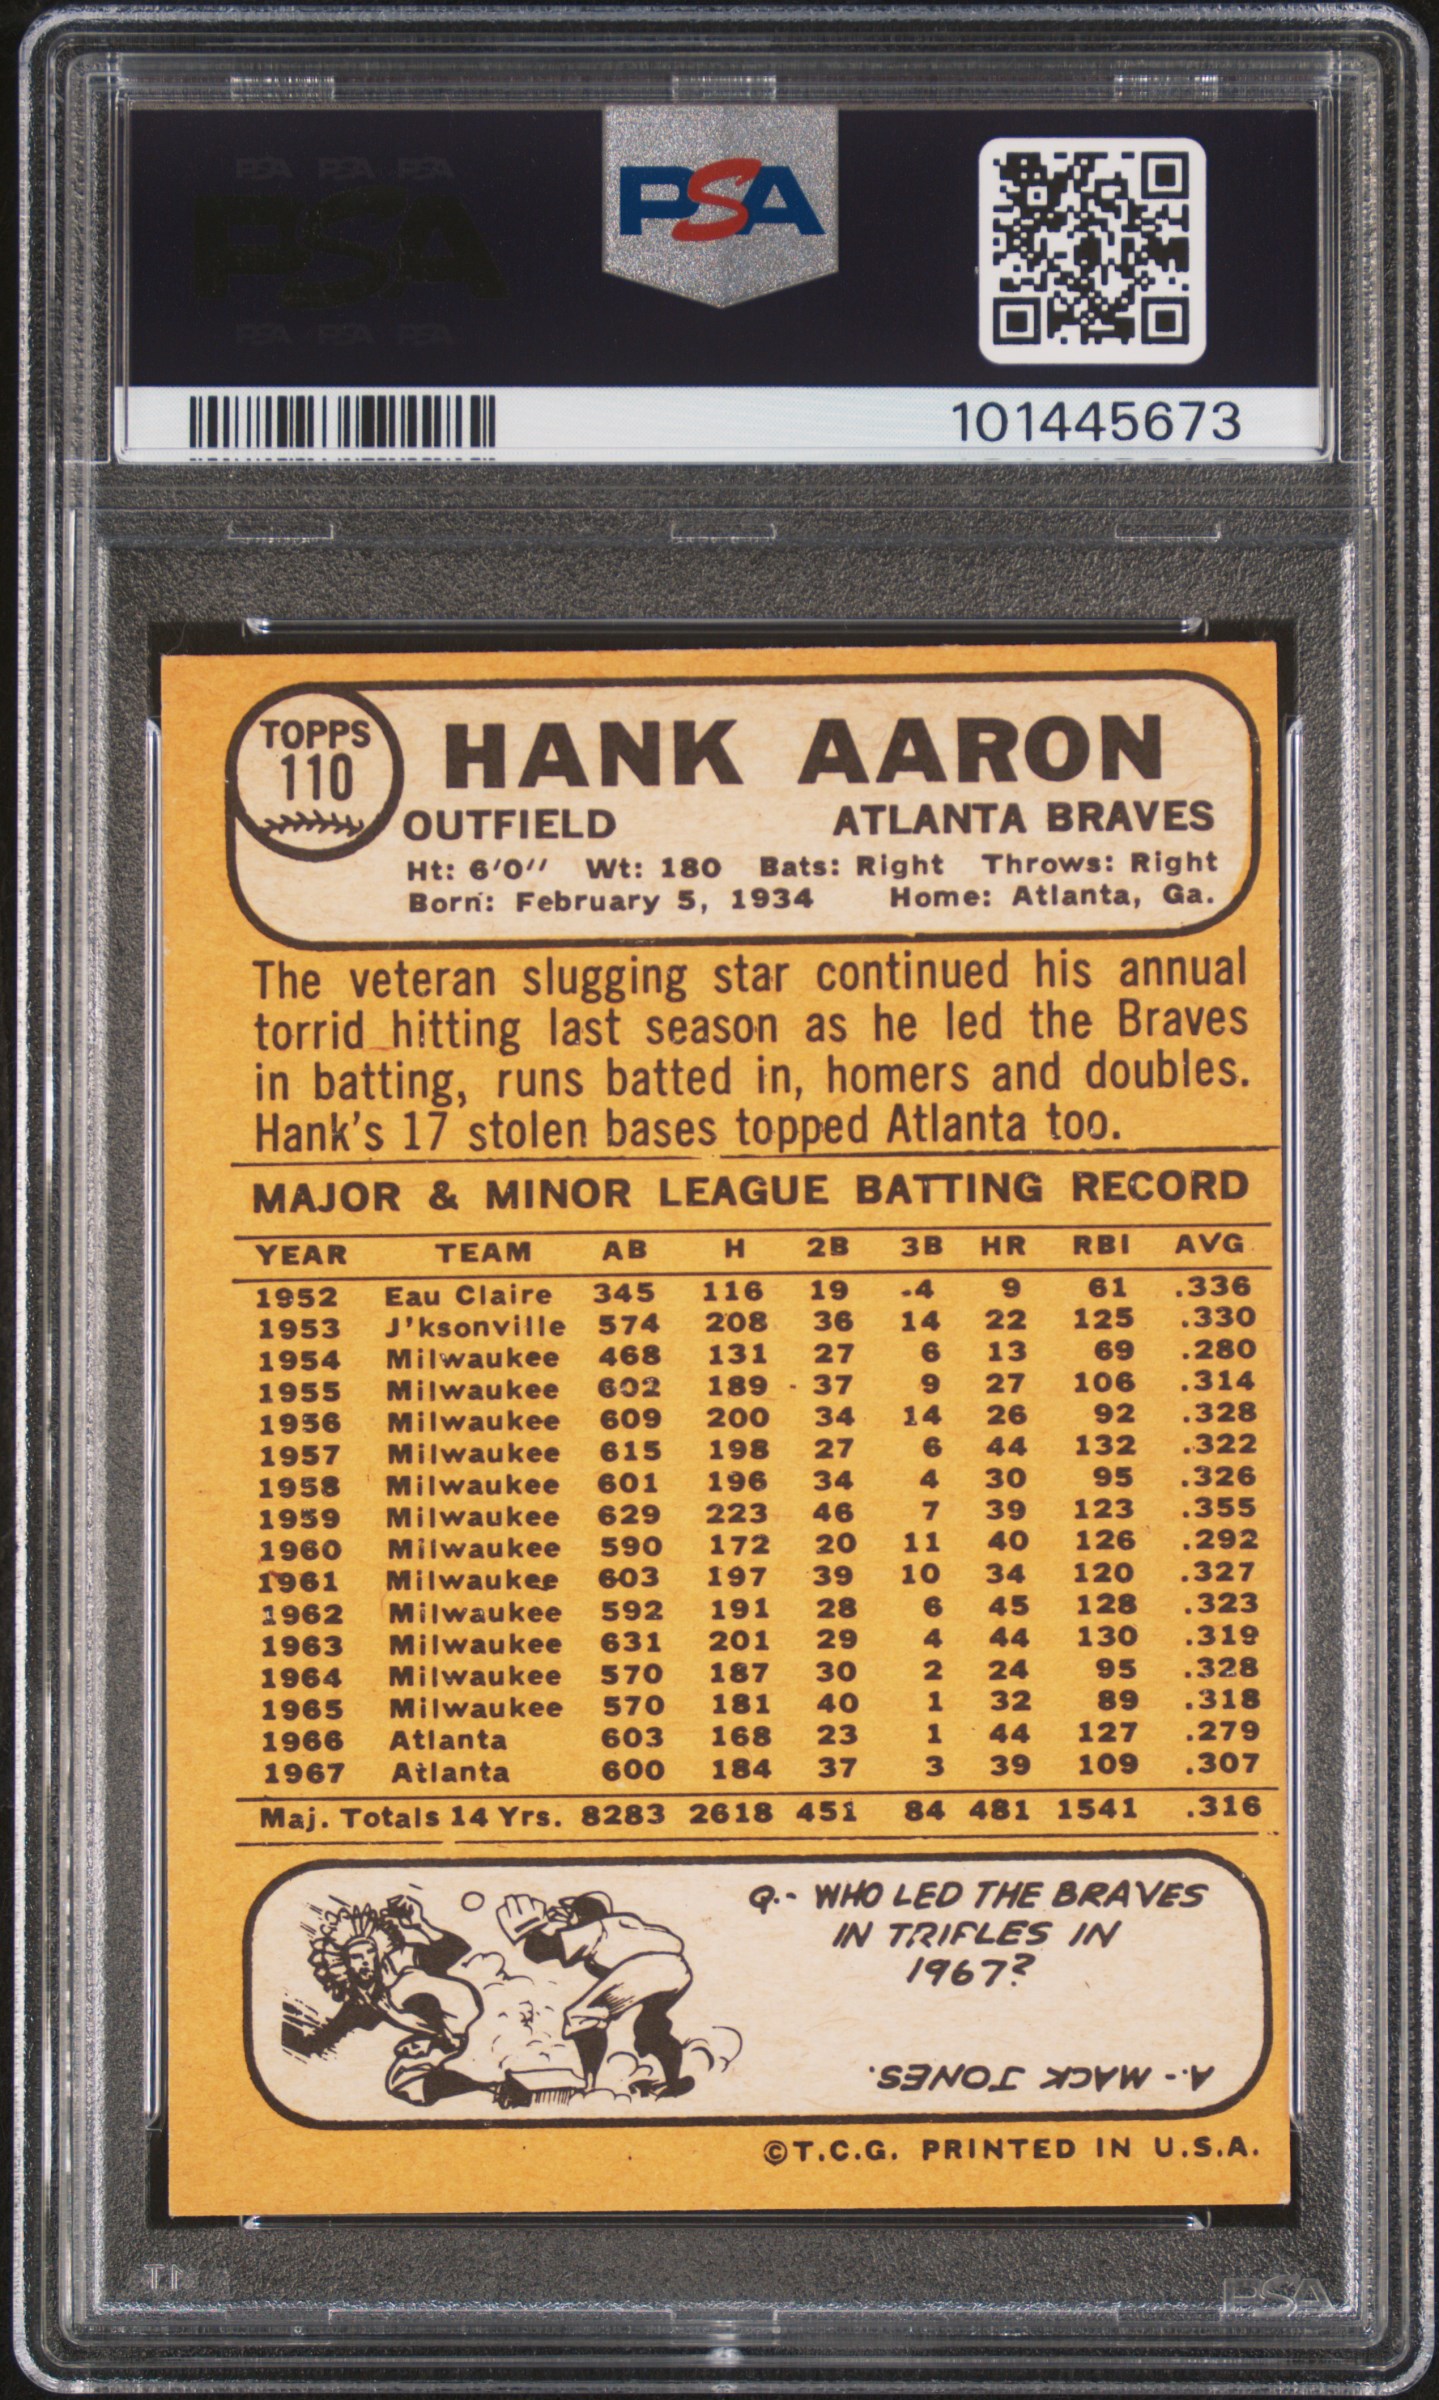 PSA PSA PSA
PSA
PSA PSA PSA
PSA
101445673
TOPPS
110
HANK AARON
OUTFIELD ATLANTA BRAVES
Ht: 6'0'' Wt: 180 Bats: Right Throws: Right
Born: February 5, 1934 Home: Atlanta, Ga.
The veteran slugging star continued his annual
torrid hitting last season as he led the Braves
in batting, runs batted in, homers and doubles.
Hank's 17 stolen bases topped Atlanta too.
MAJOR & MINOR LEAGUE BATTING RECORD
YEAR TEAM AB H 2B 3B HR RBI AVG
1952 Eau Claire 345 116 19 4 9 61 .336
1953 J'ksonville 574 208 36 14 22 125 .330
1954 Milwaukee 468 131 27 6 13 69 .280
1955 Milwaukee 602 189 37 9 27 106 .314
1956 Milwaukee 609 200 34 14 26 92 .328
1957 Milwaukee 615 198 27 6 44 132 .322
1958 Milwaukee 601 196 34 4 30 95 .326
1959 Milwaukee 629 223 46 7 39 123 .355
1960 Milwaukee 590 172 20 11 40 126 .292
1961 Milwaukee 603 197 39 10 34 120 .327
1962 Milwaukee 592 191 28 6 45 128 .323
1963 Milwaukee 631 201 29 4 44 130 .319
1964 Milwaukee 570 187 30 2 24 95 .328
1965 Milwaukee 570 181 40 1 32 89 .318
1966 Atlanta 603 168 23 1 44 127 .279
1967 Atlanta 600 184 37 3 39 109 .307
Maj. Totals 14 Yrs. 8283 2618 451 84 481 1541 .316
Q.- WHO LED THE BRAVES
IN TRIPLES IN
1967?
A.- MACK JONES.
©T.C.G. PRINTED IN U.S.A.
PSA